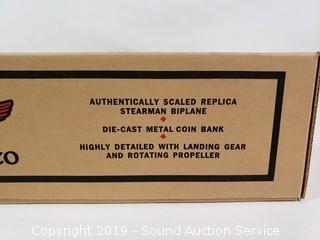 AUTHENTICALLY SCALED REPLICA
STEARMAN BIPLANE
DIE-CAST METAL COIN BANK
HIGHLY DETAILED WITH LANDING GEAR
AND ROTATING PROPELLER
Copyright 2019 - Sound Auction Service